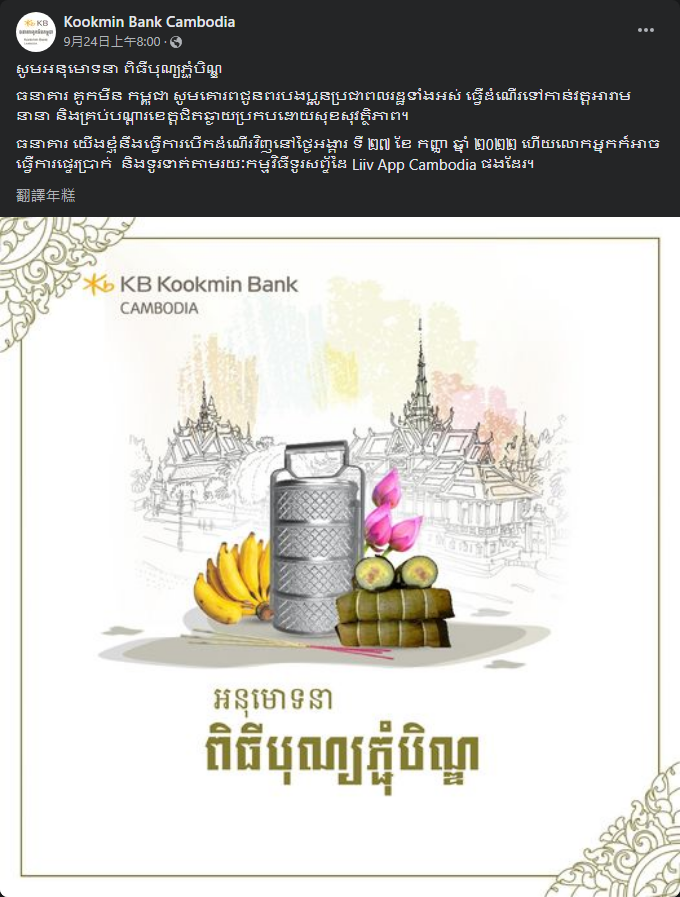 Kookmin Bank Cambodia
9月24日上午8:00 ·
សូមអនុមោទនា ពិធីបុណ្យភ្ជុំបិណ្ឌ
ធនាគារ គូកមីន កម្ពុជា សូមគោរពជូនពរបងប្អូនប្រជាពលរដ្ឋទាំងអស់ ធ្វើដំណើរទៅកាន់វត្តអារាម
នានា និងគ្រប់បណ្តារខេត្តជិតឆ្ងាយប្រកបដោយសុខសុវត្ថិភាព។
ធនាគារ យើងខ្ញុំនឹងធ្វើការបើកដំណើរវិញនៅថ្ងៃអង្គារ ទី ២៧ ខែ កញ្ញា ឆ្នាំ ២០២២ ហើយលោកអ្នកក៍អាច
ធ្វើការផ្ទេរប្រាក់ និងទូរទាត់តាមរយៈកម្មវិធីទូរសព្ទ័ដៃ Liiv App Cambodia ផងដែរ។
翻譯年糕
KB Kookmin Bank
CAMBODIA
អនុមោទនា
ពិធីបុណ្យភ្ជុំបិណ្ឌ